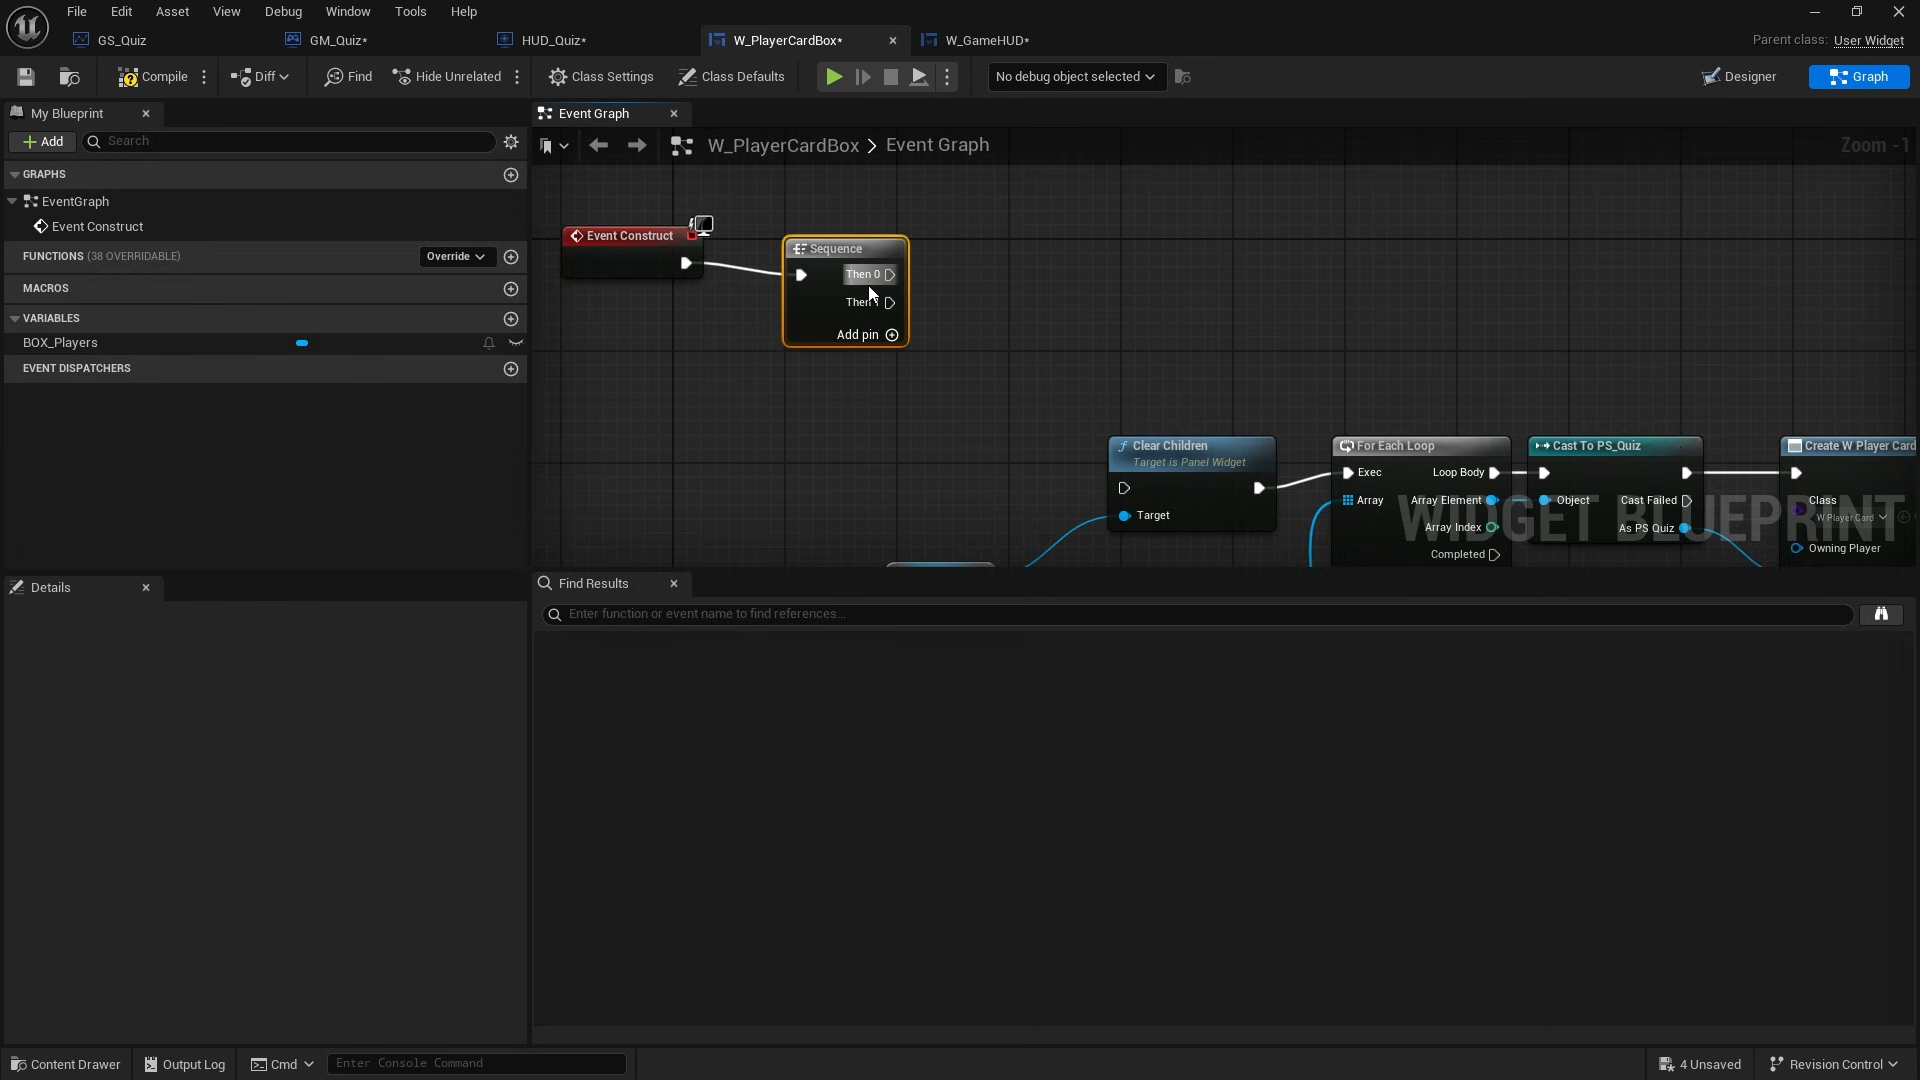 File Edit Asset View Debug Window Tools Help
GS_Quiz GM_Quiz* HUD_Quiz* W_PlayerCardBox* W_GameHUD* Parent class: User Widget
Compile Diff Find Hide Unrelated Class Settings Class Defaults No debug object selected Designer Graph
My Blueprint
Event Graph
Add Search
W_PlayerCardBox > Event Graph Zoom -1
GRAPHS
EventGraph
Event Construct
FUNCTIONS (38 OVERRIDABLE) Override
MACROS
VARIABLES
BOX_Players
EVENT DISPATCHERS
Event Construct
Sequence
Then 0
Then
Add pin
Clear Children
Target is Panel Widget
Target
For Each Loop
Exec Loop Body
Array Array Element
Array Index
Completed
Cast To PS_Quiz
Object Cast Failed
As PS Quiz
Create W Player Card
Class
W Player Card
Owning Player
WIDGET BLUEPRINT
Details
Find Results
Enter function or event name to find references...
Content Drawer Output Log Cmd Enter Console Command 4 Unsaved Revision Control